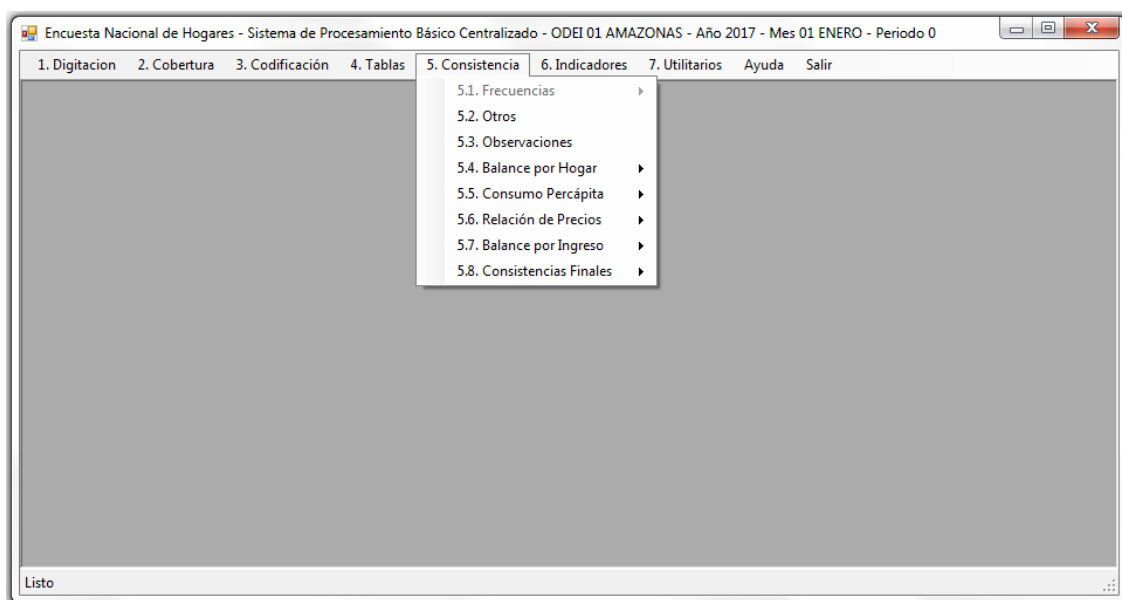 Encuesta Nacional de Hogares - Sistema de Procesamiento Básico Centralizado - ODEI 01 AMAZONAS - Año 2017 - Mes 01 ENERO - Periodo 0
1. Digitacion 2. Cobertura 3. Codificación 4. Tablas 5. Consistencia 6. Indicadores 7. Utilitarios Ayuda Salir
5.1. Frecuencias
5.2. Otros
5.3. Observaciones
5.4. Balance por Hogar
5.5. Consumo Percápita
5.6. Relación de Precios
5.7. Balance por Ingreso
5.8. Consistencias Finales
Listo